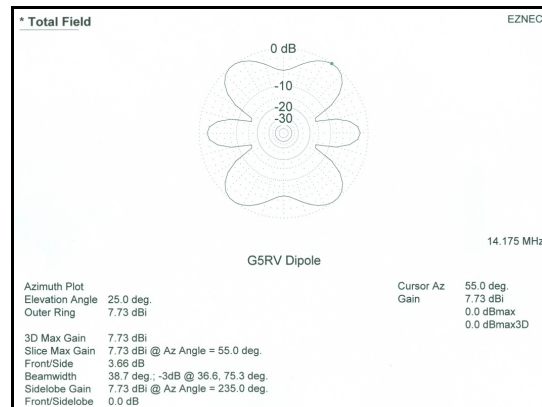 * Total Field
EZNEC
0 dB
-10
-20
-30
14.175 MHz
G5RV Dipole
Azimuth Plot
Elevation Angle 25.0 deg.
Outer Ring 7.73 dBi
Cursor Az 55.0 deg.
Gain 7.73 dBi
0.0 dBmax
0.0 dBmax3D
3D Max Gain 7.73 dBi
Slice Max Gain 7.73 dBi @ Az Angle = 55.0 deg.
Front/Side 3.66 dB
Beamwidth 38.7 deg.; -3dB @ 36.6, 75.3 deg.
Sidelobe Gain 7.73 dBi @ Az Angle = 235.0 deg.
Front/Sidelobe 0.0 dB